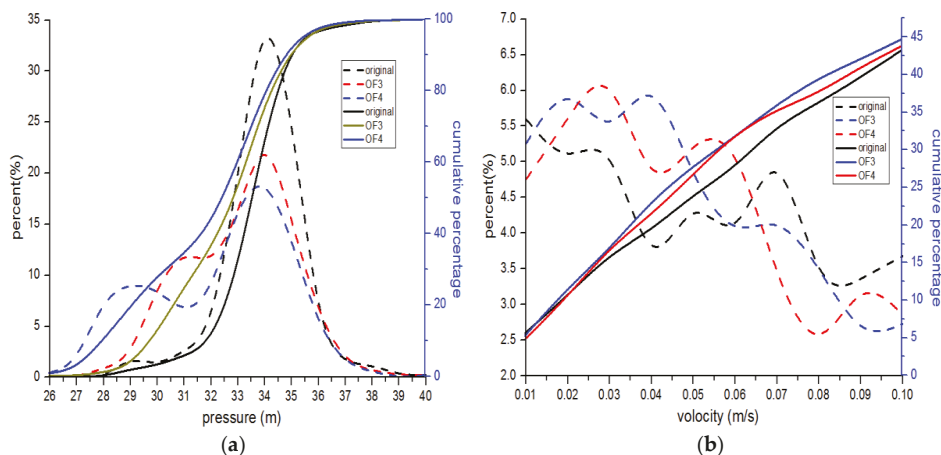 35
30
25
20
15
10
5
0
percent(%)
26 27 28 29 30 31 32 33 34 35 36 37 38 39 40
pressure (m)
100
80
60
40
20
0
cumulative percentage
original
OF3
OF4
original
OF3
OF4
(a)
7.0
6.5
6.0
5.5
5.0
4.5
4.0
3.5
3.0
2.5
2.0
percent(%)
0.01 0.02 0.03 0.04 0.05 0.06 0.07 0.08 0.09 0.10
volocity (m/s)
45
40
35
30
25
20
15
10
5
0
cumulative percentage
original
OF3
OF4
original
OF3
OF4
(b)